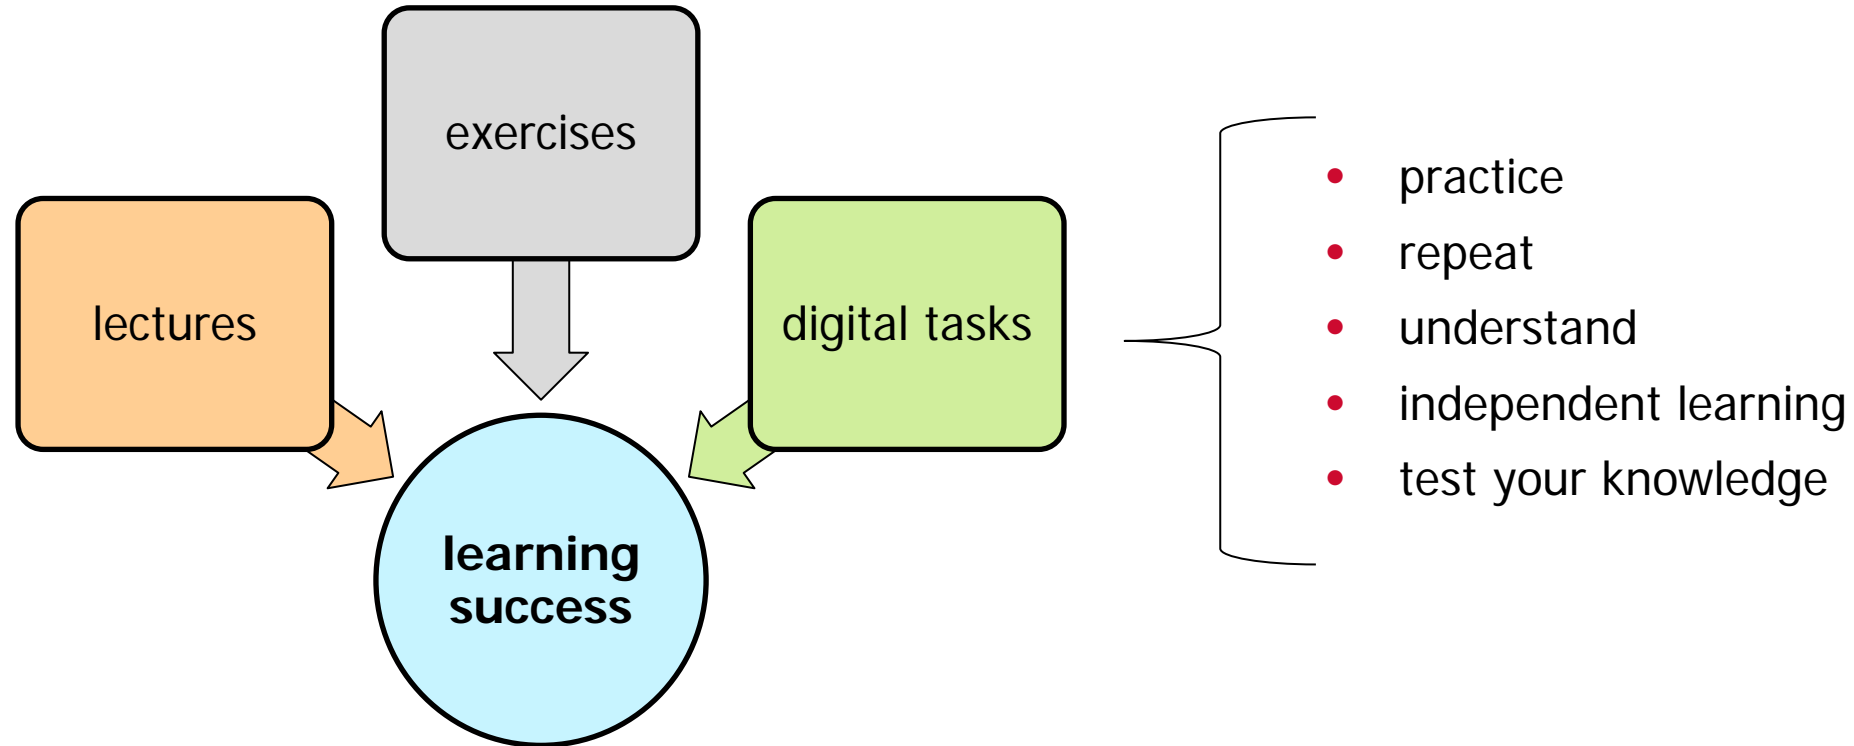 exercises
lectures
digital tasks
learning
success
• practice
• repeat
• understand
• independent learning
• test your knowledge